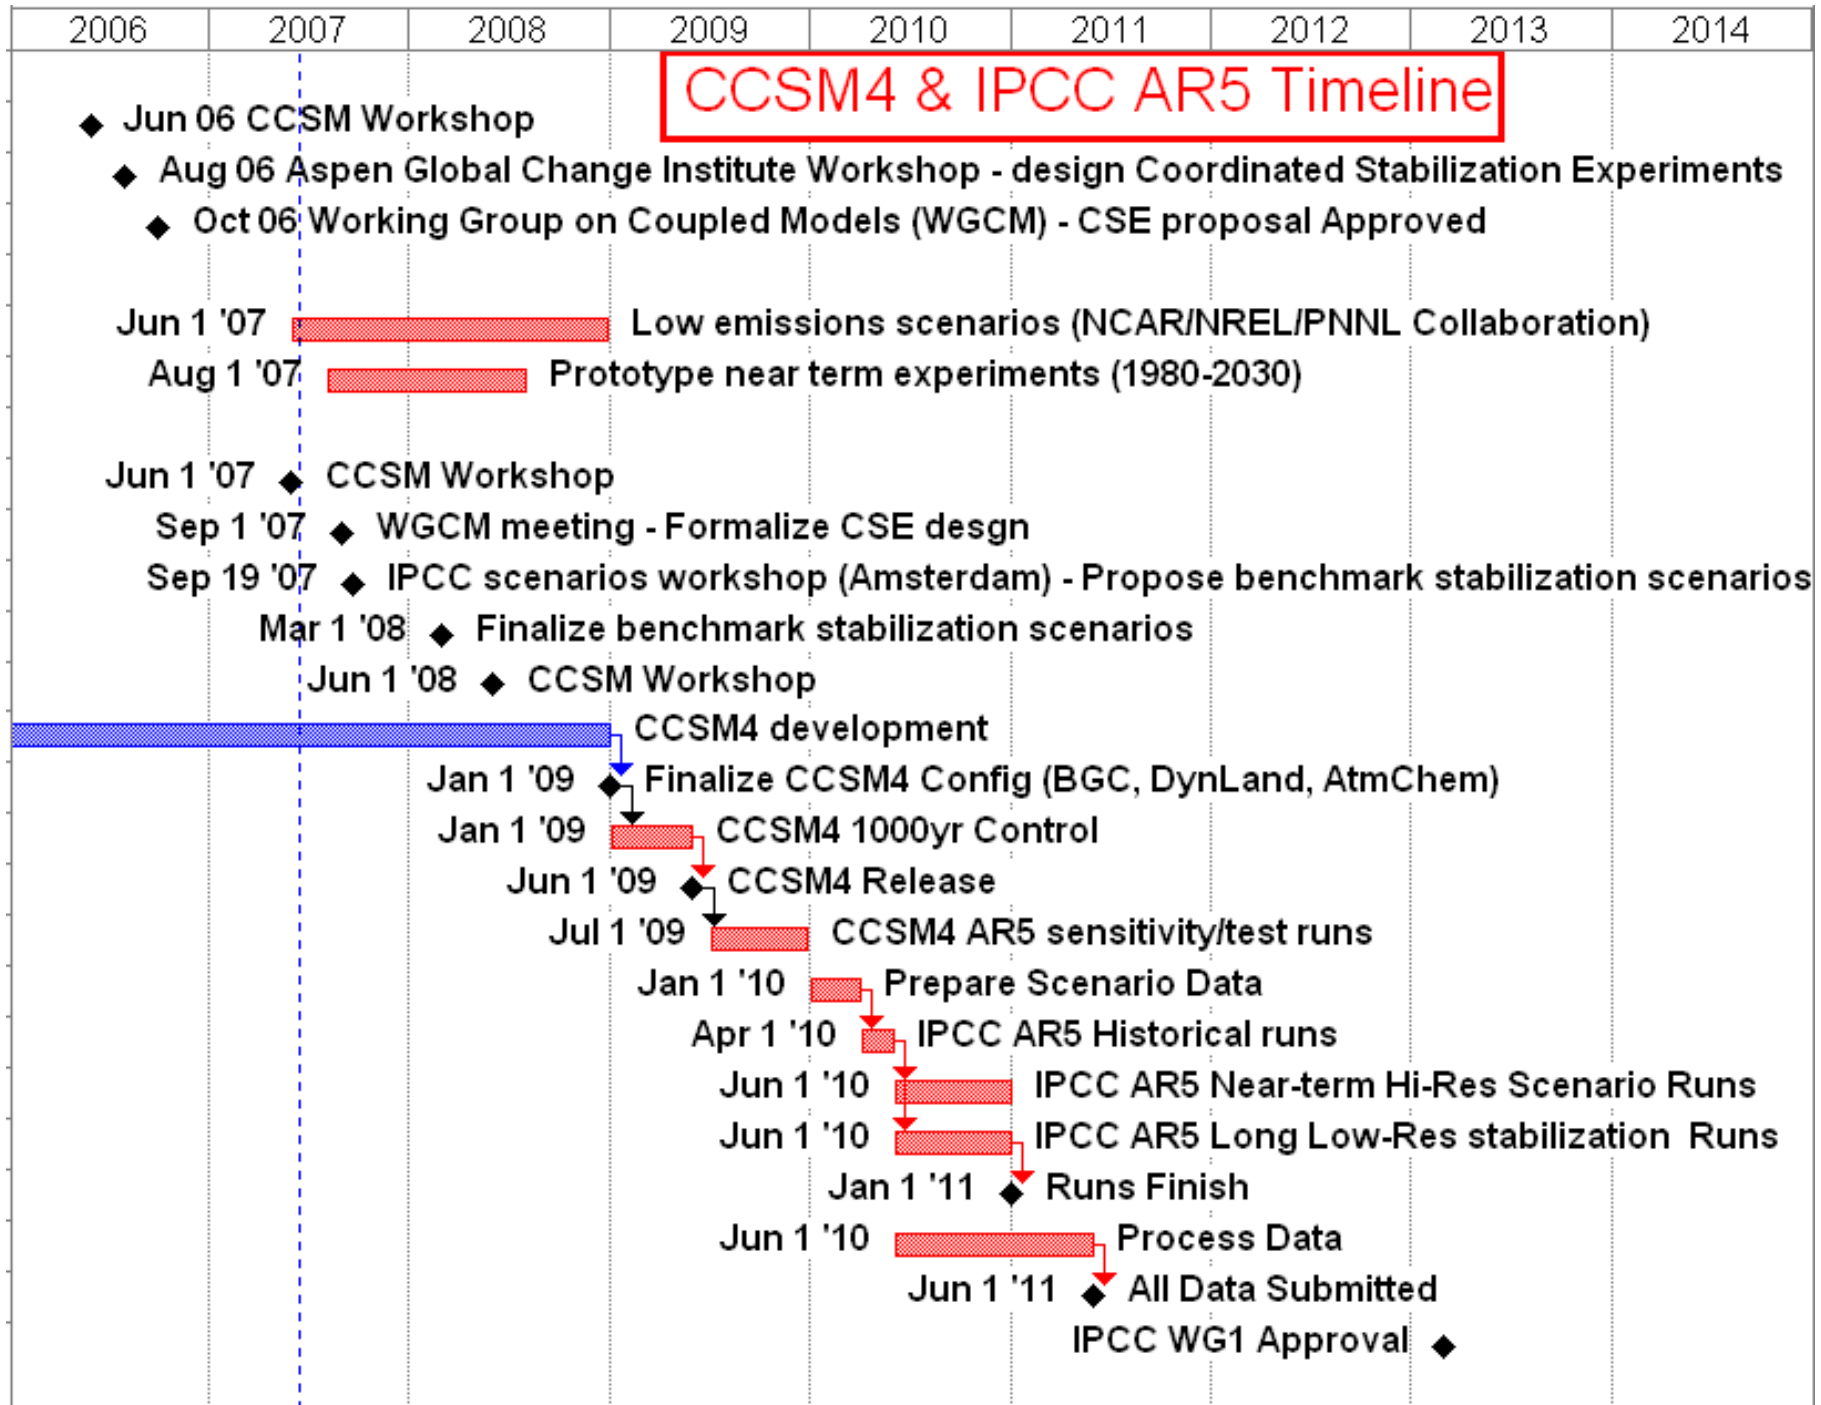 2006 2007 2008 2009 2010 2011 2012 2013 2014
CCSM4 & IPCC AR5 Timeline
Jun 06 CCSM Workshop
Aug 06 Aspen Global Change Institute Workshop - design Coordinated Stabilization Experiments
Oct 06 Working Group on Coupled Models (WGCM) - CSE proposal Approved
Jun 1 '07 Low emissions scenarios (NCAR/NREL/PNNL Collaboration)
Aug 1 '07 Prototype near term experiments (1980-2030)
Jun 1 '07 CCSM Workshop
Sep 1 '07 WGCM meeting - Formalize CSE desgn
Sep 19 '07 IPCC scenarios workshop (Amsterdam) - Propose benchmark stabilization scenarios
Mar 1 '08 Finalize benchmark stabilization scenarios
Jun 1 '08 CCSM Workshop
CCSM4 development
Jan 1 '09 Finalize CCSM4 Config (BGC, DynLand, AtmChem)
Jan 1 '09 CCSM4 1000yr Control
Jun 1 '09 CCSM4 Release
Jul 1 '09 CCSM4 AR5 sensitivity/test runs
Jan 1 '10 Prepare Scenario Data
Apr 1 '10 IPCC AR5 Historical runs
Jun 1 '10 IPCC AR5 Near-term Hi-Res Scenario Runs
Jun 1 '10 IPCC AR5 Long Low-Res stabilization Runs
Jan 1 '11 Runs Finish
Jun 1 '10 Process Data
Jun 1 '11 All Data Submitted
IPCC WG1 Approval